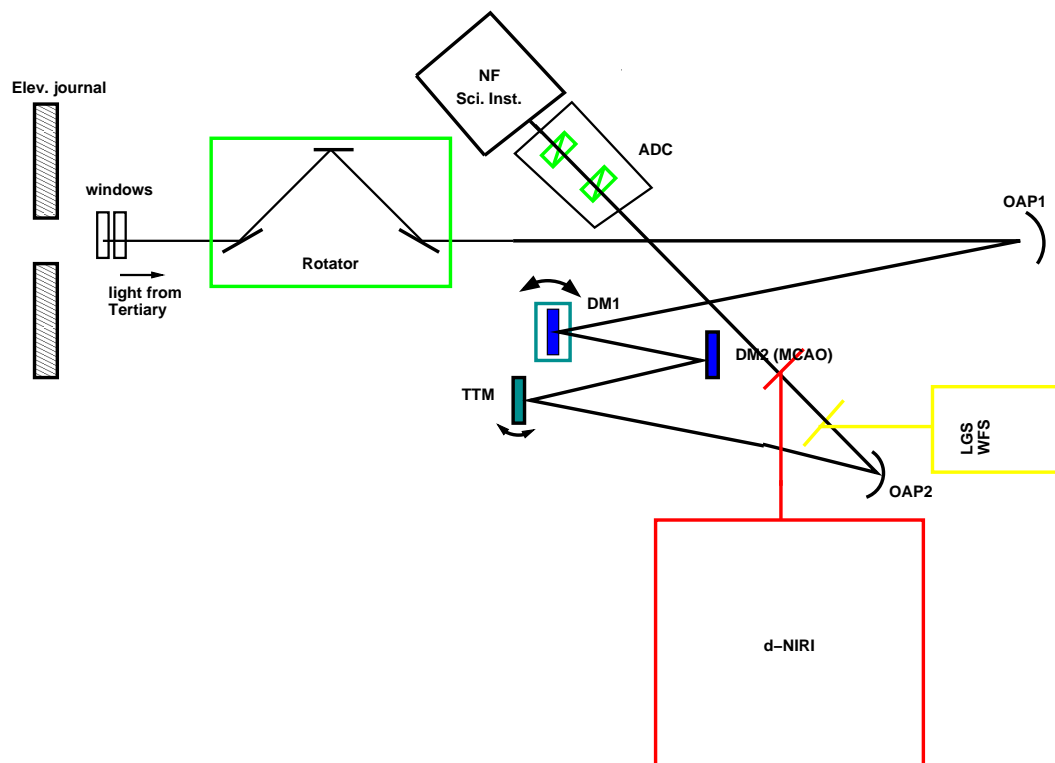 NF
Sci. Inst.
Elev. journal
ADC
windows
OAP1
Rotator
light from
Tertiary
DM1
DM2 (MCAO)
TTM
LGS
WFS
OAP2
d−NIRI